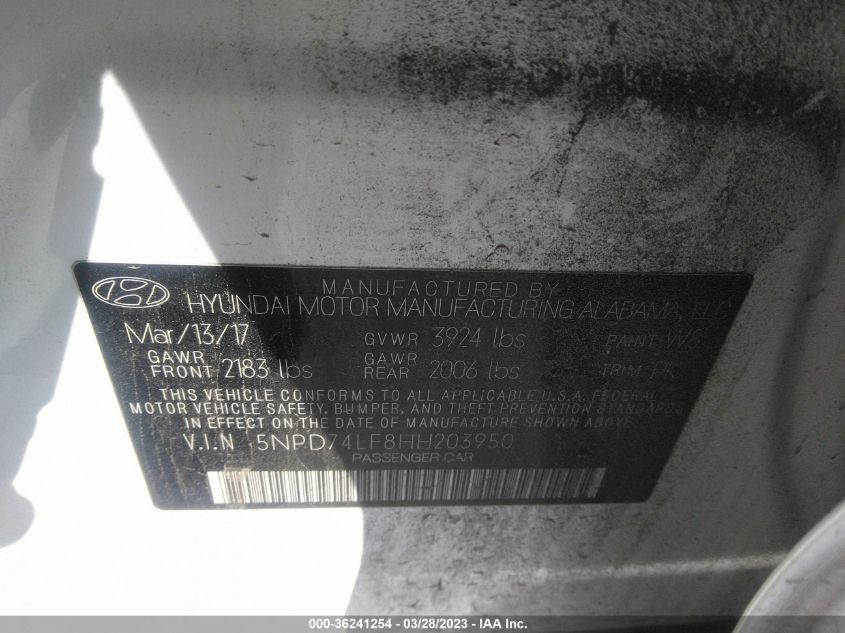 MANUFACTURED BY
HYUNDAI MOTOR MANUFACTURING ALABAMA, LLC
Mar/13/17 GVWR 3924 lbs PAINT W8
GAWR FRONT 2183 lbs GAWR REAR 2006 lbs TRIM
THIS VEHICLE CONFORMS TO ALL APPLICABLE U.S.A. FEDERAL
MOTOR VEHICLE SAFETY, BUMPER, AND THEFT PREVENTION STANDARDS
IN EFFECT ON THE DATE OF MANUFACTURE SHOWN ABOVE.
V.I.N 5NPD74LF8HH203950
PASSENGER CAR
000-36241254 / 03/28/2023 / IAA Inc.